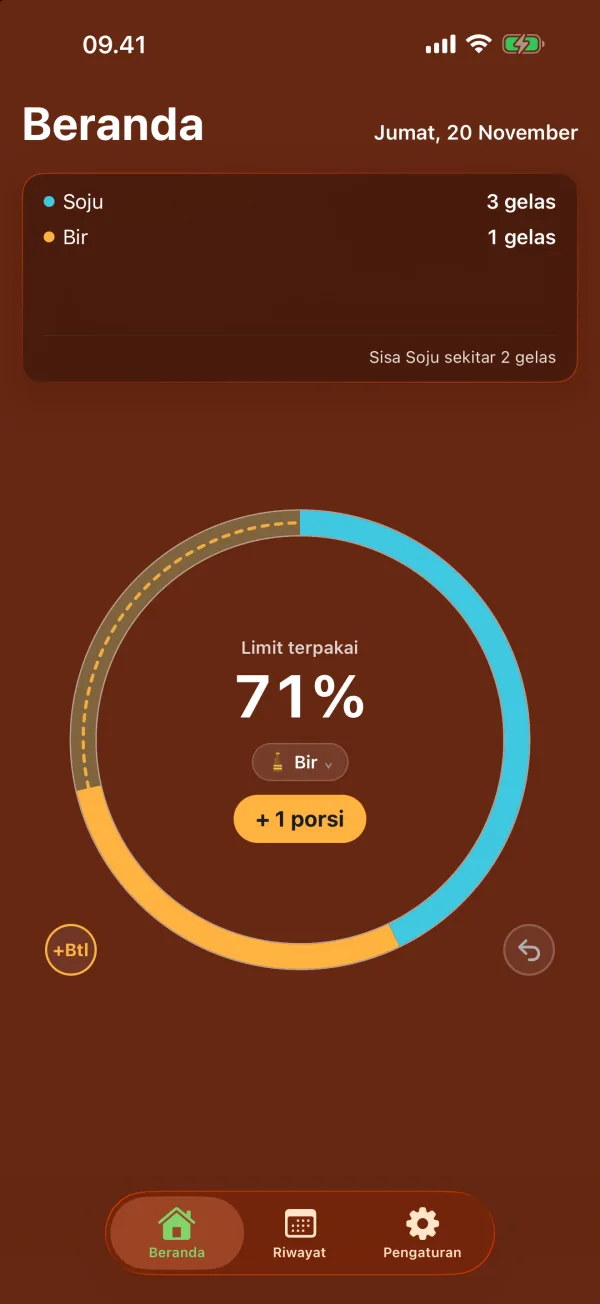 09.41
Beranda
Jumat, 20 November
Soju 3 gelas
Bir 1 gelas
Sisa Soju sekitar 2 gelas
Limit terpakai
71%
Bir
+ 1 porsi
+Btl
Beranda Riwayat Pengaturan